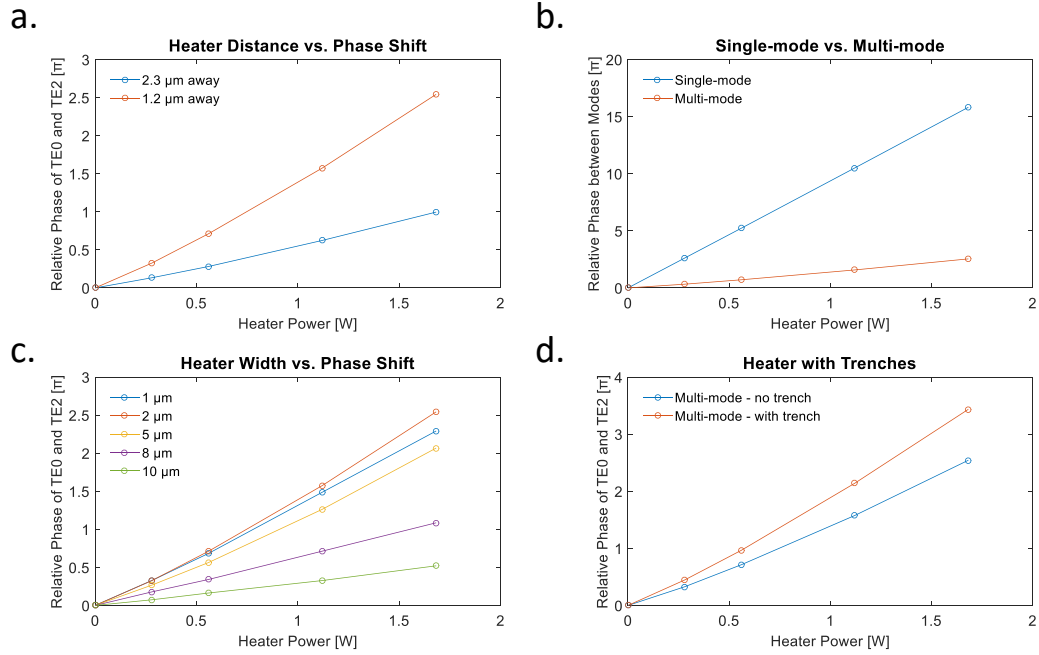 a.
Heater Distance vs. Phase Shift
Relative Phase of TE0 and TE2 [π]
3
2.5
2
1.5
1
0.5
0
2.3 µm away
1.2 µm away
0 0.5 1 1.5 2
Heater Power [W]
b.
Single-mode vs. Multi-mode
Relative Phase between Modes [π]
20
15
10
5
0
Single-mode
Multi-mode
0 0.5 1 1.5 2
Heater Power [W]
c.
Heater Width vs. Phase Shift
Relative Phase of TE0 and TE2 [π]
3
2.5
2
1.5
1
0.5
0
1 µm
2 µm
5 µm
8 µm
10 µm
0 0.5 1 1.5 2
Heater Power [W]
d.
Heater with Trenches
Relative Phase of TE0 and TE2 [π]
4
3
2
1
0
Multi-mode - no trench
Multi-mode - with trench
0 0.5 1 1.5 2
Heater Power [W]